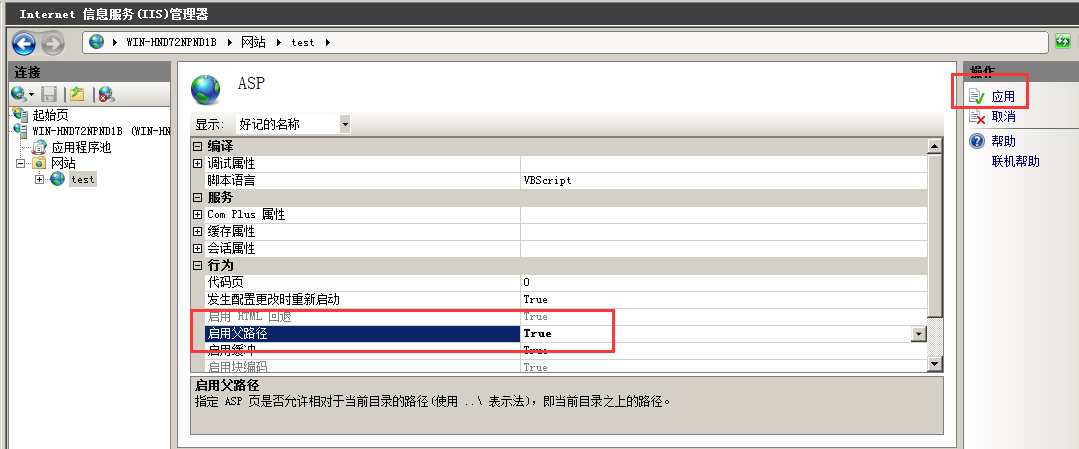 Internet 信息服务(IIS)管理器
WIN-HND72NPND1B 网站 test
连接
起始页
WIN-HND72NPND1B (WIN-HN
应用程序池
网站
test
ASP
显示: 好记的名称
编译
调试属性
脚本语言 VBScript
服务
Com Plus 属性
缓存属性
会话属性
行为
代码页 0
发生配置更改时重新启动 True
启用 HTML 回退 True
启用父路径 True
启用缓冲 True
启用块编码 True
启用父路径
指定 ASP 页是否允许相对于当前目录的路径(使用 ..\ 表示法)，即当前目录之上的路径。
操作
应用
取消
帮助
联机帮助